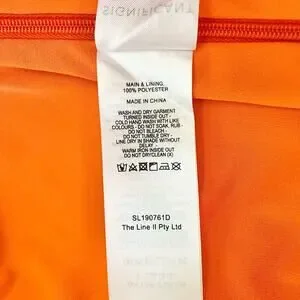 SIGNIFICANT
MAIN & LINING
100% POLYESTER
MADE IN CHINA
WASH AND DRY GARMENT
TURNED INSIDE OUT -
COLD HAND WASH WITH LIKE
COLOURS - DO NOT SOAK, RUB -
DO NOT BLEACH -
DO NOT TUMBLE DRY -
LINE DRY IN SHADE WITHOUT
DELAY -
WARM IRON INSIDE OUT
DO NOT DRYCLEAN (X)
SL190761D
The Line II Pty Ltd